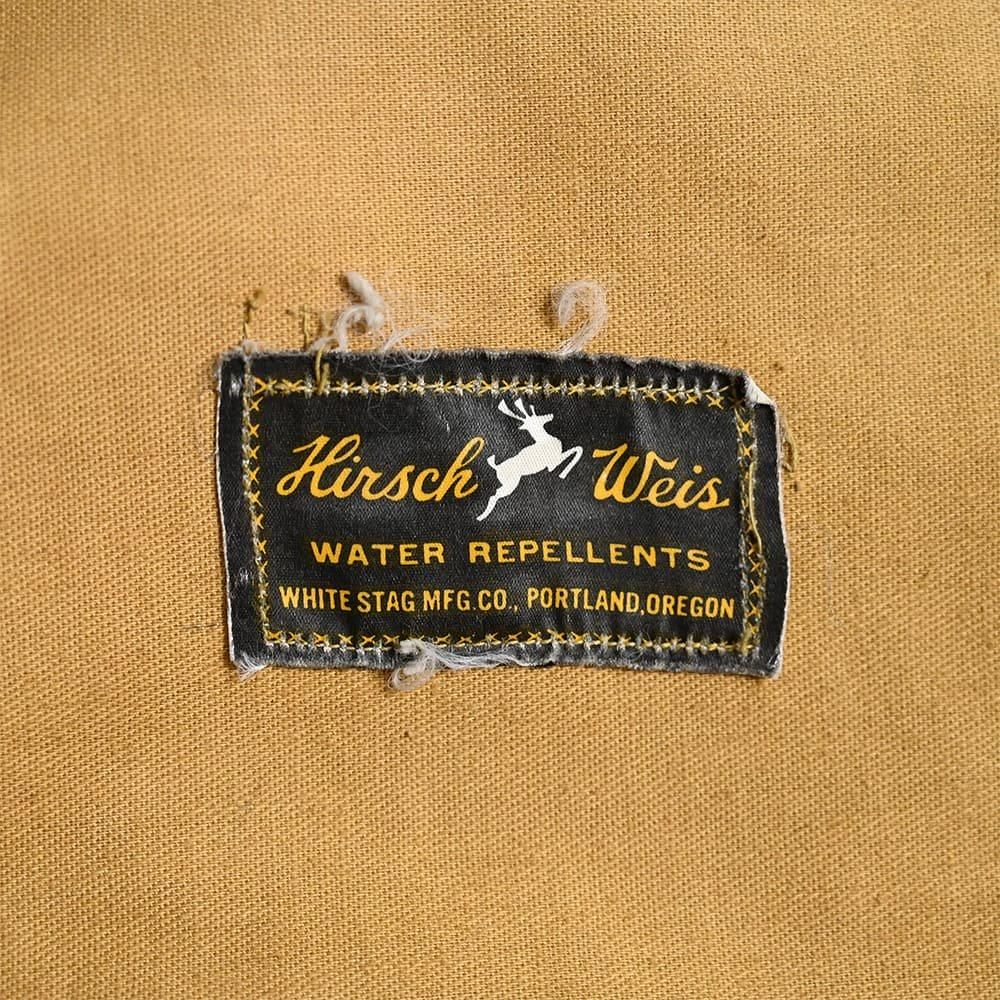 Hirsch Weis
WATER REPELLENTS
WHITE STAG MFG.CO., PORTLAND, OREGON